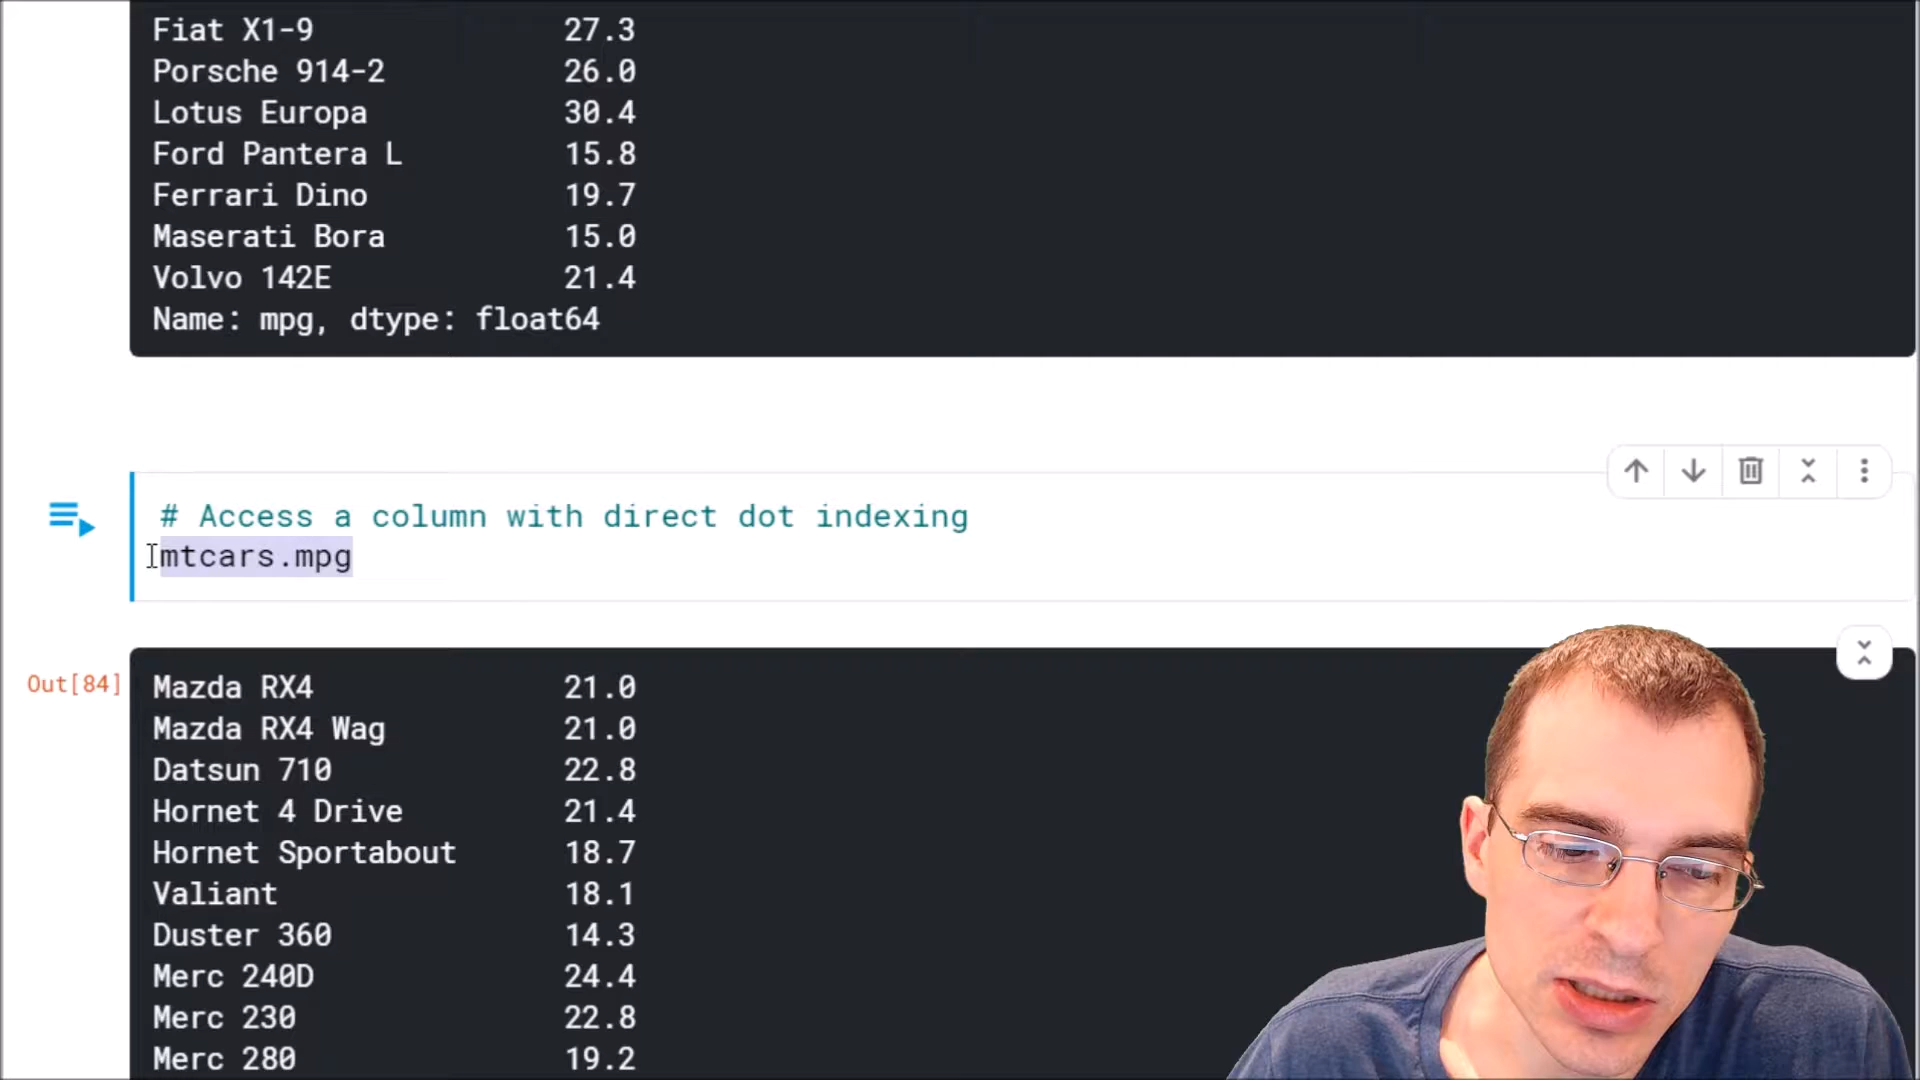 Fiat X1-9 27.3
Porsche 914-2 26.0
Lotus Europa 30.4
Ford Pantera L 15.8
Ferrari Dino 19.7
Maserati Bora 15.0
Volvo 142E 21.4
Name: mpg, dtype: float64
# Access a column with direct dot indexing
mtcars.mpg
Out[84] Mazda RX4 21.0
Mazda RX4 Wag 21.0
Datsun 710 22.8
Hornet 4 Drive 21.4
Hornet Sportabout 18.7
Valiant 18.1
Duster 360 14.3
Merc 240D 24.4
Merc 230 22.8
Merc 280 19.2